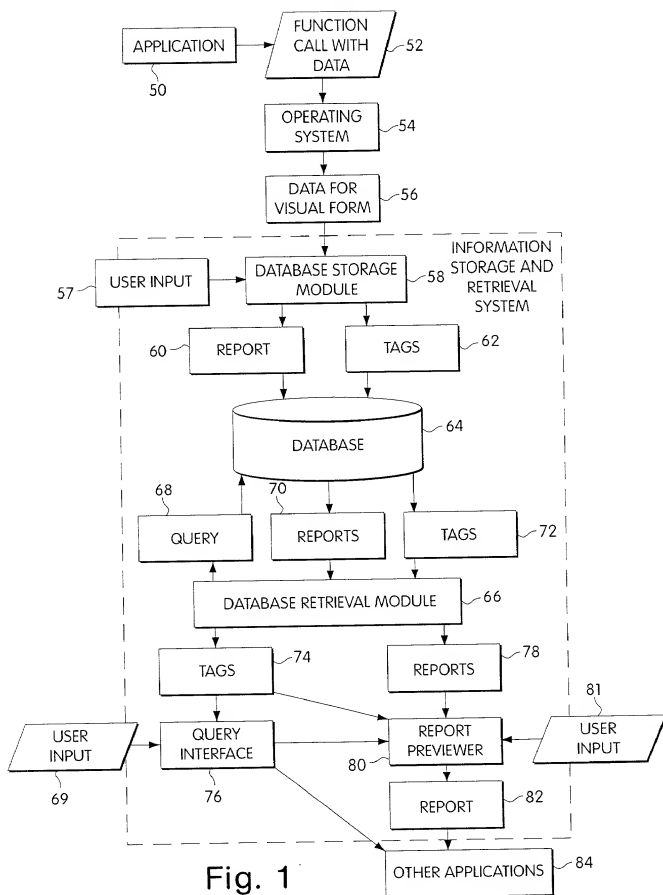 FUNCTION
CALL WITH
DATA
52
APPLICATION
50
OPERATING
SYSTEM
54
DATA FOR
VISUAL FORM
56
INFORMATION
STORAGE AND
RETRIEVAL
SYSTEM
USER INPUT
57
DATABASE STORAGE
MODULE
58
60
REPORT
TAGS
62
DATABASE
64
68
70
QUERY
REPORTS
TAGS
72
DATABASE RETRIEVAL MODULE
66
TAGS
74
REPORTS
78
81
USER
INPUT
69
QUERY
INTERFACE
76
REPORT
PREVIEWER
80
USER
INPUT
REPORT
82
OTHER APPLICATIONS
84
Fig. 1